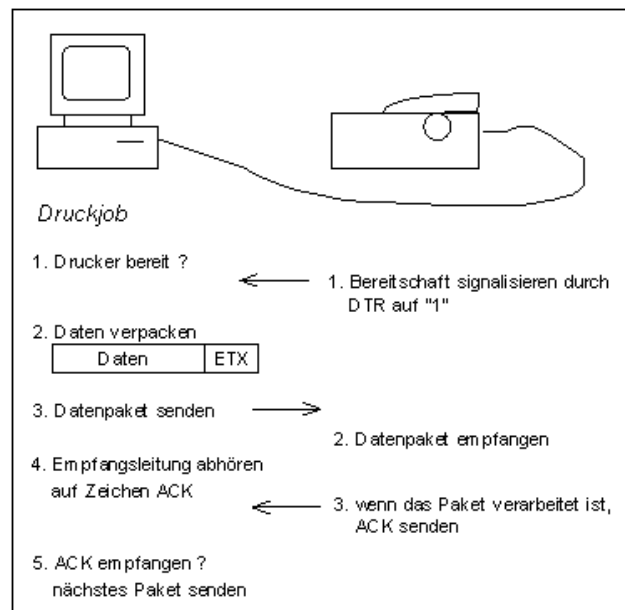 Druckjob
1. Drucker bereit ?
1. Bereitschaft signalisieren durch
DTR auf "1"
2. Daten verpacken
Daten ETX
3. Datenpaket senden
2. Datenpaket empfangen
4. Empfangsleitung abhören
auf Zeichen ACK
3. wenn das Paket verarbeitet ist,
ACK senden
5. ACK empfangen ?
nächstes Paket senden